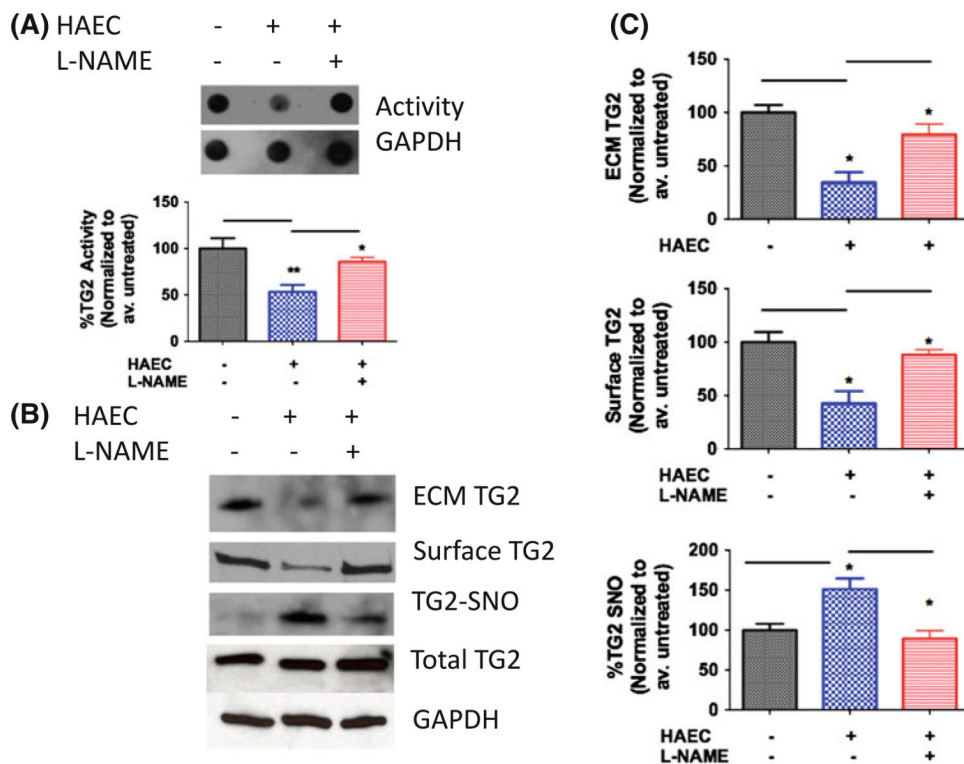 (A) HAEC - + +
L-NAME - - +
Activity
GAPDH
%TG2 Activity
(Normalized to
av. untreated)
150
100
50
0
**
*
HAEC - + +
L-NAME - - +
(B) HAEC - + +
L-NAME - - +
ECM TG2
Surface TG2
TG2-SNO
Total TG2
GAPDH
(C)
ECM TG2
(Normalized to
av. untreated)
150
100
50
0
*
*
HAEC - + +
Surface TG2
(Normalized to
av. untreated)
150
100
50
0
*
*
HAEC - + +
L-NAME - - +
%TG2 SNO
(Normalized to
av. untreated)
200
150
100
50
0
*
*
HAEC - + +
L-NAME - - +